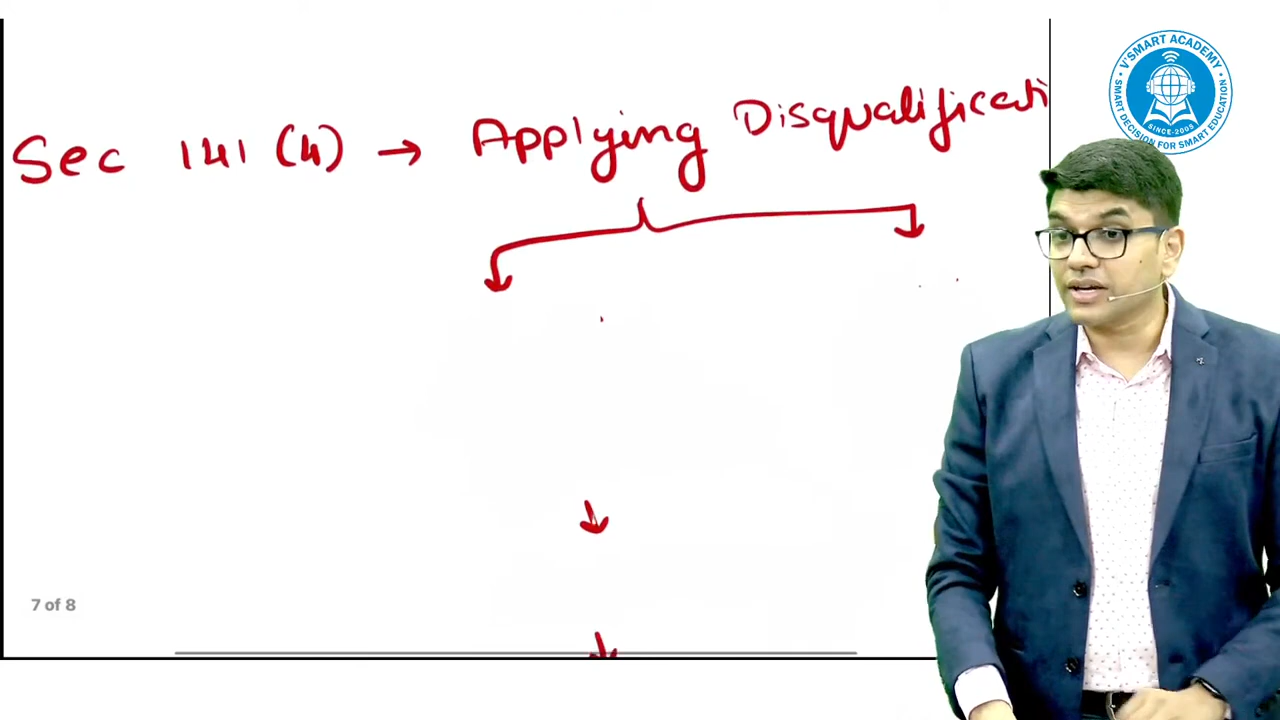 V'SMART ACADEMY
SMART DECISION FOR SMART EDUCATION
SINCE-2005
Sec 141 (4) → Applying Disqualificati
7 of 8